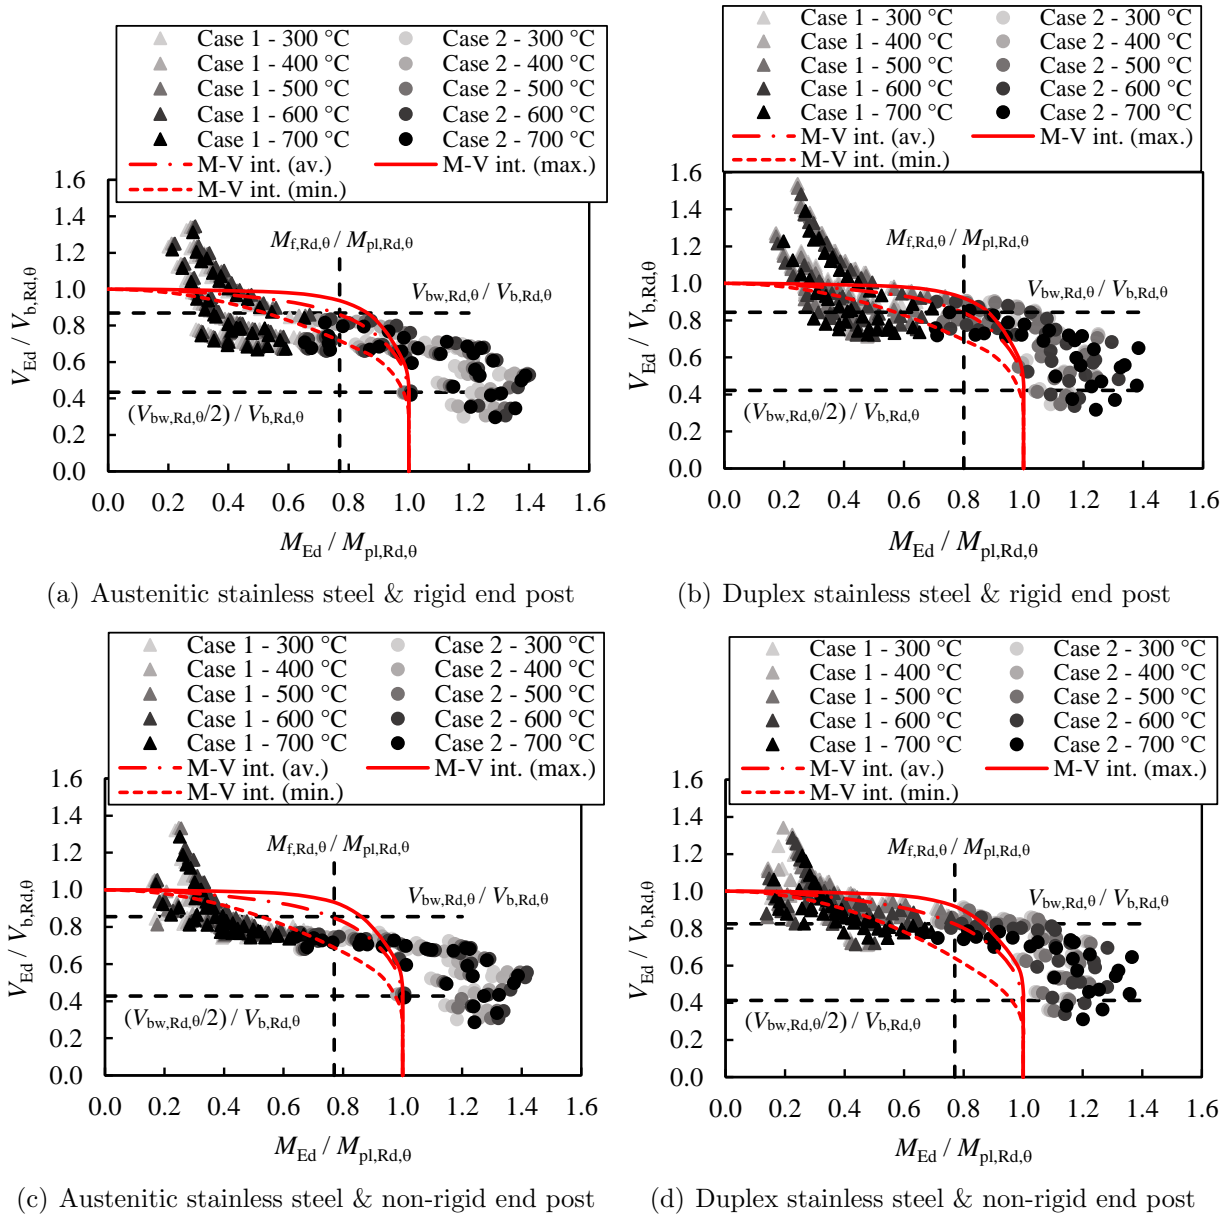 Case 1 - 300 °C Case 2 - 300 °C
Case 1 - 400 °C Case 2 - 400 °C
Case 1 - 500 °C Case 2 - 500 °C
Case 1 - 600 °C Case 2 - 600 °C
Case 1 - 700 °C Case 2 - 700 °C
M-V int. (av.) M-V int. (max.)
M-V int. (min.)
1.6
1.4
1.2
1.0
0.8
0.6
0.4
0.2
0.0
V_Ed / V_b,Rd,θ
M_f,Rd,θ / M_pl,Rd,θ
V_bw,Rd,θ / V_b,Rd,θ
(V_bw,Rd,θ/2) / V_b,Rd,θ
0.0 0.2 0.4 0.6 0.8 1.0 1.2 1.4 1.6
M_Ed / M_pl,Rd,θ
(a) Austenitic stainless steel & rigid end post
Case 1 - 300 °C Case 2 - 300 °C
Case 1 - 400 °C Case 2 - 400 °C
Case 1 - 500 °C Case 2 - 500 °C
Case 1 - 600 °C Case 2 - 600 °C
Case 1 - 700 °C Case 2 - 700 °C
M-V int. (av.) M-V int. (max.)
M-V int. (min.)
1.6
1.4
1.2
1.0
0.8
0.6
0.4
0.2
0.0
V_Ed / V_b,Rd,θ
M_f,Rd,θ / M_pl,Rd,θ
V_bw,Rd,θ / V_b,Rd,θ
(V_bw,Rd,θ/2) / V_b,Rd,θ
0.0 0.2 0.4 0.6 0.8 1.0 1.2 1.4 1.6
M_Ed / M_pl,Rd,θ
(b) Duplex stainless steel & rigid end post
Case 1 - 300 °C Case 2 - 300 °C
Case 1 - 400 °C Case 2 - 400 °C
Case 1 - 500 °C Case 2 - 500 °C
Case 1 - 600 °C Case 2 - 600 °C
Case 1 - 700 °C Case 2 - 700 °C
M-V int. (av.) M-V int. (max.)
M-V int. (min.)
1.6
1.4
1.2
1.0
0.8
0.6
0.4
0.2
0.0
V_Ed / V_b,Rd,θ
M_f,Rd,θ / M_pl,Rd,θ
V_bw,Rd,θ / V_b,Rd,θ
(V_bw,Rd,θ/2) / V_b,Rd,θ
0.0 0.2 0.4 0.6 0.8 1.0 1.2 1.4 1.6
M_Ed / M_pl,Rd,θ
(c) Austenitic stainless steel & non-rigid end post
Case 1 - 300 °C Case 2 - 300 °C
Case 1 - 400 °C Case 2 - 400 °C
Case 1 - 500 °C Case 2 - 500 °C
Case 1 - 600 °C Case 2 - 600 °C
Case 1 - 700 °C Case 2 - 700 °C
M-V int. (av.) M-V int. (max.)
M-V int. (min.)
1.6
1.4
1.2
1.0
0.8
0.6
0.4
0.2
0.0
V_Ed / V_b,Rd,θ
M_f,Rd,θ / M_pl,Rd,θ
V_bw,Rd,θ / V_b,Rd,θ
(V_bw,Rd,θ/2) / V_b,Rd,θ
0.0 0.2 0.4 0.6 0.8 1.0 1.2 1.4 1.6
M_Ed / M_pl,Rd,θ
(d) Duplex stainless steel & non-rigid end post